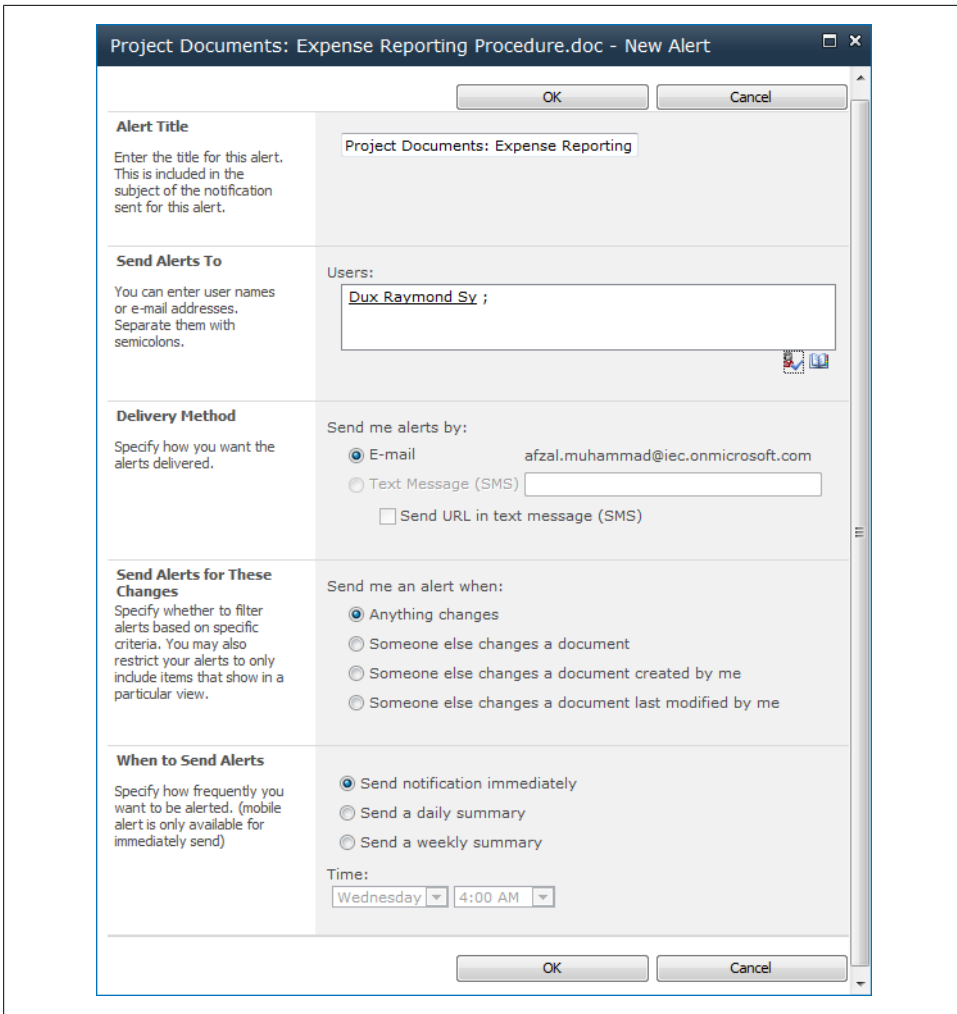 Project Documents: Expense Reporting Procedure.doc - New Alert
OK Cancel
Alert Title
Enter the title for this alert.
This is included in the
subject of the notification
sent for this alert.
Project Documents: Expense Reporting
Send Alerts To
You can enter user names
or e-mail addresses.
Separate them with
semicolons.
Users:
Dux Raymond Sy ;
Delivery Method
Specify how you want the
alerts delivered.
Send me alerts by:
E-mail afzal.muhammad@iec.onmicrosoft.com
Text Message (SMS)
Send URL in text message (SMS)
Send Alerts for These
Changes
Specify whether to filter
alerts based on specific
criteria. You may also
restrict your alerts to only
include items that show in a
particular view.
Send me an alert when:
Anything changes
Someone else changes a document
Someone else changes a document created by me
Someone else changes a document last modified by me
When to Send Alerts
Specify how frequently you
want to be alerted. (mobile
alert is only available for
immediately send)
Send notification immediately
Send a daily summary
Send a weekly summary
Time:
Wednesday 4:00 AM
OK Cancel